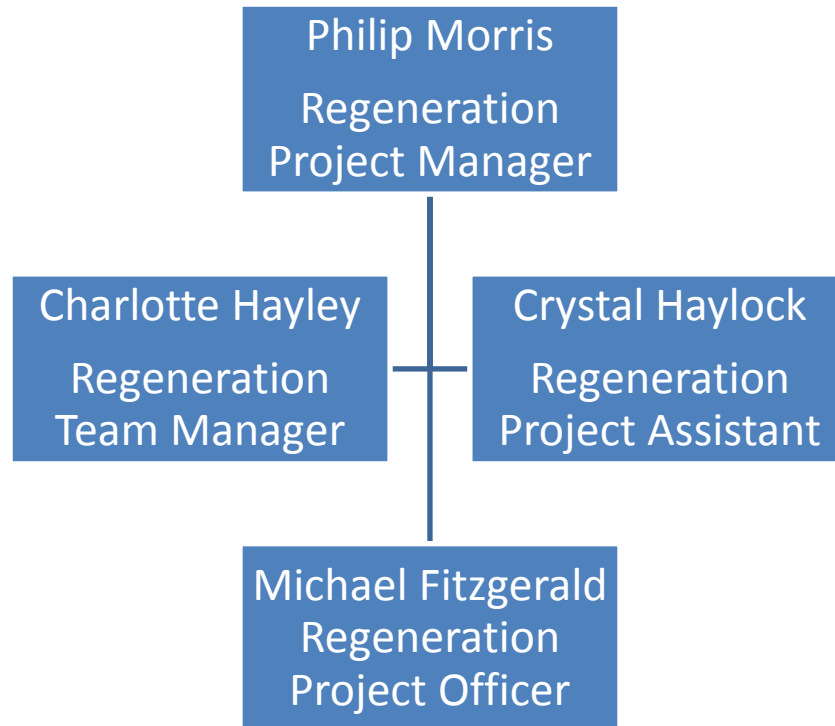 Philip Morris
Regeneration
Project Manager
Charlotte Hayley
Regeneration
Team Manager
Crystal Haylock
Regeneration
Project Assistant
Michael Fitzgerald
Regeneration
Project Officer